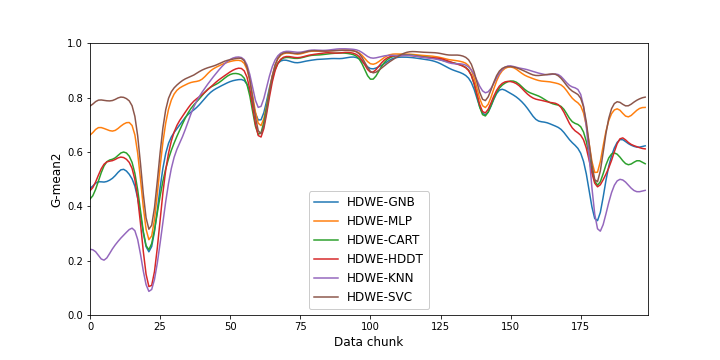 1.0
0.8
0.6
0.4
0.2
0.0
G-mean2
HDWE-GNB
HDWE-MLP
HDWE-CART
HDWE-HDDT
HDWE-KNN
HDWE-SVC
0 25 50 75 100 125 150 175
Data chunk